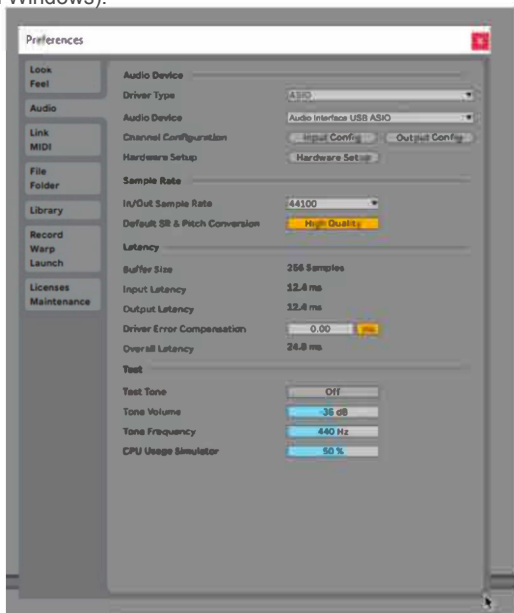 Windows).
Preferences
Look
Feel
Audio
Link
MIDI
File
Folder
Library
Record
Warp
Launch
Licenses
Maintenance
Audio Device
Driver Type ASIO
Audio Device Audio Interface USB ASIO
Channel Configuration Input Config Output Config
Hardware Setup Hardware Setup
Sample Rate
In/Out Sample Rate 44100
Default SR & Pitch Conversion High Quality
Latency
Buffer Size 256 Samples
Input Latency 12.4 ms
Output Latency 12.4 ms
Driver Error Compensation 0.00 ms
Overall Latency 24.8 ms
Test
Test Tone Off
Tone Volume -36 dB
Tone Frequency 440 Hz
CPU Usage Simulator 50 %